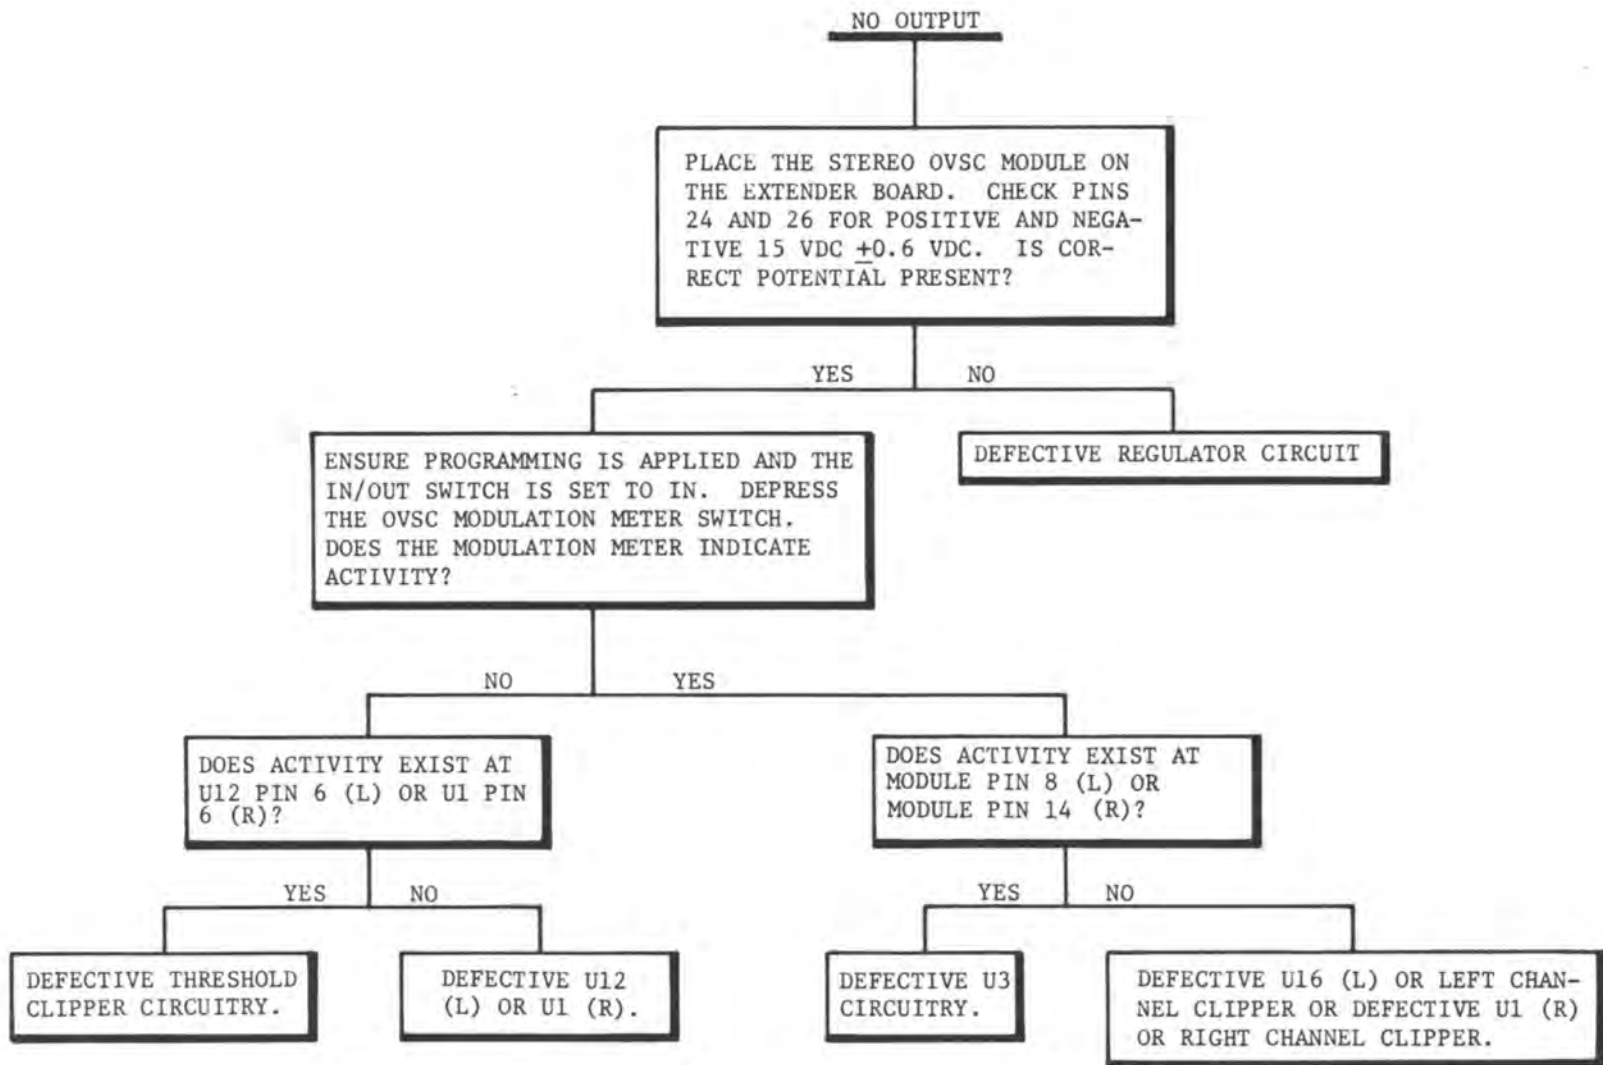 NO OUTPUT
PLACE THE STEREO OVSC MODULE ON
THE EXTENDER BOARD. CHECK PINS
24 AND 26 FOR POSITIVE AND NEGA-
TIVE 15 VDC ±0.6 VDC. IS COR-
RECT POTENTIAL PRESENT?
YES NO
ENSURE PROGRAMMING IS APPLIED AND THE
IN/OUT SWITCH IS SET TO IN. DEPRESS
THE OVSC MODULATION METER SWITCH.
DOES THE MODULATION METER INDICATE
ACTIVITY?
DEFECTIVE REGULATOR CIRCUIT
NO YES
DOES ACTIVITY EXIST AT
U12 PIN 6 (L) OR U1 PIN
6 (R)?
DOES ACTIVITY EXIST AT
MODULE PIN 8 (L) OR
MODULE PIN 14 (R)?
YES NO
YES NO
DEFECTIVE THRESHOLD
CLIPPER CIRCUITRY.
DEFECTIVE U12
(L) OR U1 (R).
DEFECTIVE U3
CIRCUITRY.
DEFECTIVE U16 (L) OR LEFT CHAN-
NEL CLIPPER OR DEFECTIVE U1 (R)
OR RIGHT CHANNEL CLIPPER.